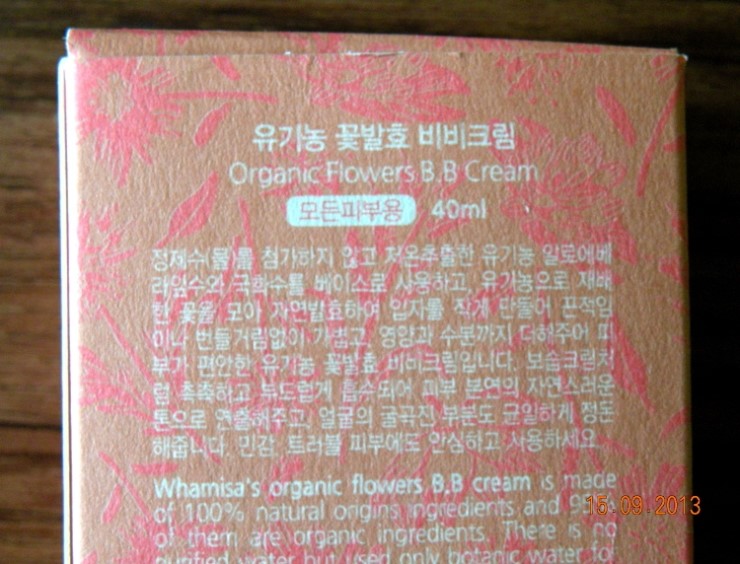 유기농 꽃발효 비비크림
Organic Flowers B.B Cream
모든피부용 40ml
정제수(물)를 첨가하지 않고 저온추출한 유기농 알로에베
라잎수와 국화수를 베이스로 사용하고, 유기농으로 재배
한 꽃을 모아 자연발효하여 입자를 작게 만들어 끈적임
이나 번들거림없이 가볍고, 영양과 수분까지 더해주어 피
부가 편안한 유기농 꽃발효 비비크림입니다. 보습크림처
럼 촉촉하고 부드럽게 흡수되어 피부 본연의 자연스러운
톤으로 연출해주고, 얼굴의 굴곡진 부분도 균일하게 정돈
해줍니다. 민감, 트러블 피부에도 안심하고 사용하세요.
Whamisa's organic flowers B.B cream is made
of 100% natural origins ingredients and
of them are organic ingredients. There is no
purified water but used only botanic water for
15.09.2013